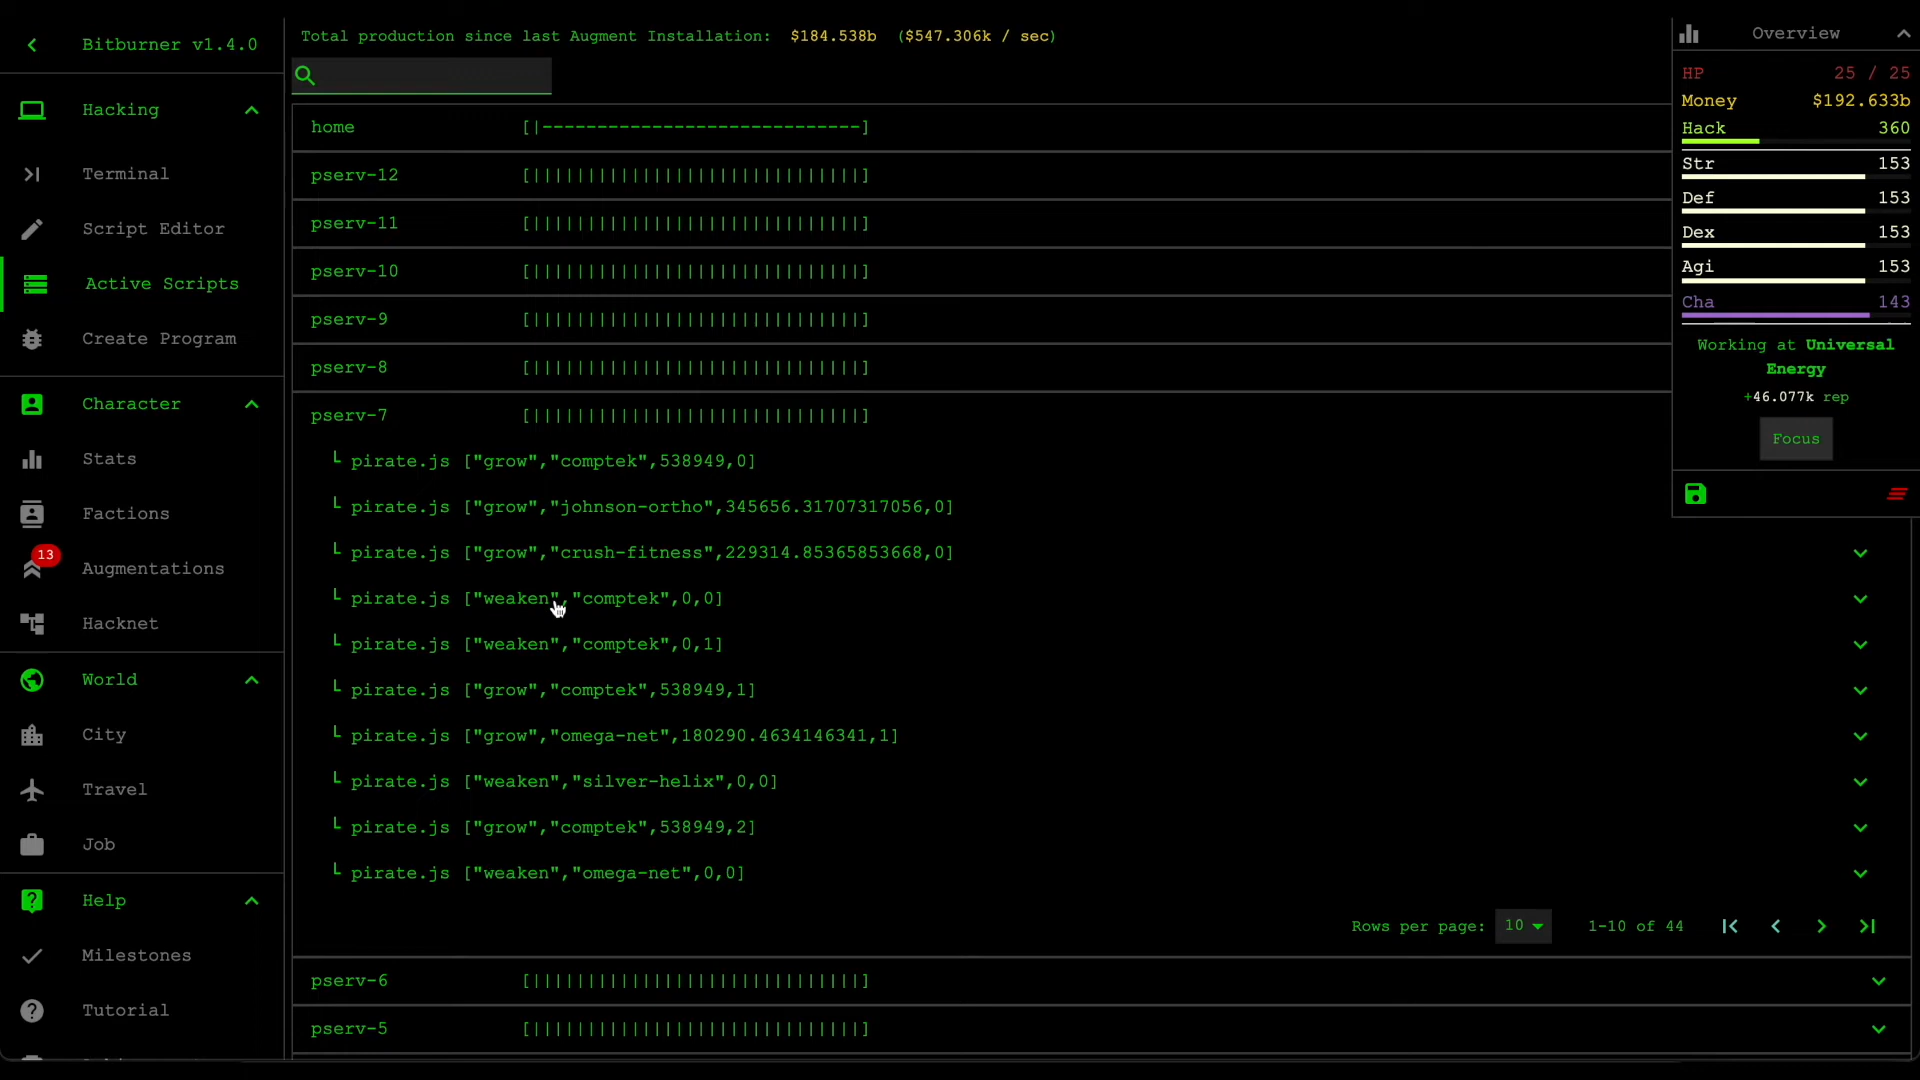 Bitburner v1.4.0
Hacking
Terminal
Script Editor
Active Scripts
Create Program
Character
Stats
Factions
13
Augmentations
Hacknet
World
City
Travel
Job
Help
Milestones
Tutorial
Total production since last Augment Installation: $184.538b ($547.306k / sec)
home [|-----------------------------]
pserv-12 [||||||||||||||||||||||||||||||]
pserv-11 [||||||||||||||||||||||||||||||]
pserv-10 [||||||||||||||||||||||||||||||]
pserv-9 [||||||||||||||||||||||||||||||]
pserv-8 [||||||||||||||||||||||||||||||]
pserv-7 [||||||||||||||||||||||||||||||]
└ pirate.js ["grow","comptek",538949,0]
└ pirate.js ["grow","johnson-ortho",345656.31707317056,0]
└ pirate.js ["grow","crush-fitness",229314.85365853668,0]
└ pirate.js ["weaken","comptek",0,0]
└ pirate.js ["weaken","comptek",0,1]
└ pirate.js ["grow","comptek",538949,1]
└ pirate.js ["grow","omega-net",180290.4634146341,1]
└ pirate.js ["weaken","silver-helix",0,0]
└ pirate.js ["grow","comptek",538949,2]
└ pirate.js ["weaken","omega-net",0,0]
Rows per page: 10 1-10 of 44
pserv-6 [||||||||||||||||||||||||||||||]
pserv-5 [||||||||||||||||||||||||||||||]
Overview
HP 25 / 25
Money $192.633b
Hack 360
Str 153
Def 153
Dex 153
Agi 153
Cha 143
Working at Universal
Energy
+46.077k rep
Focus